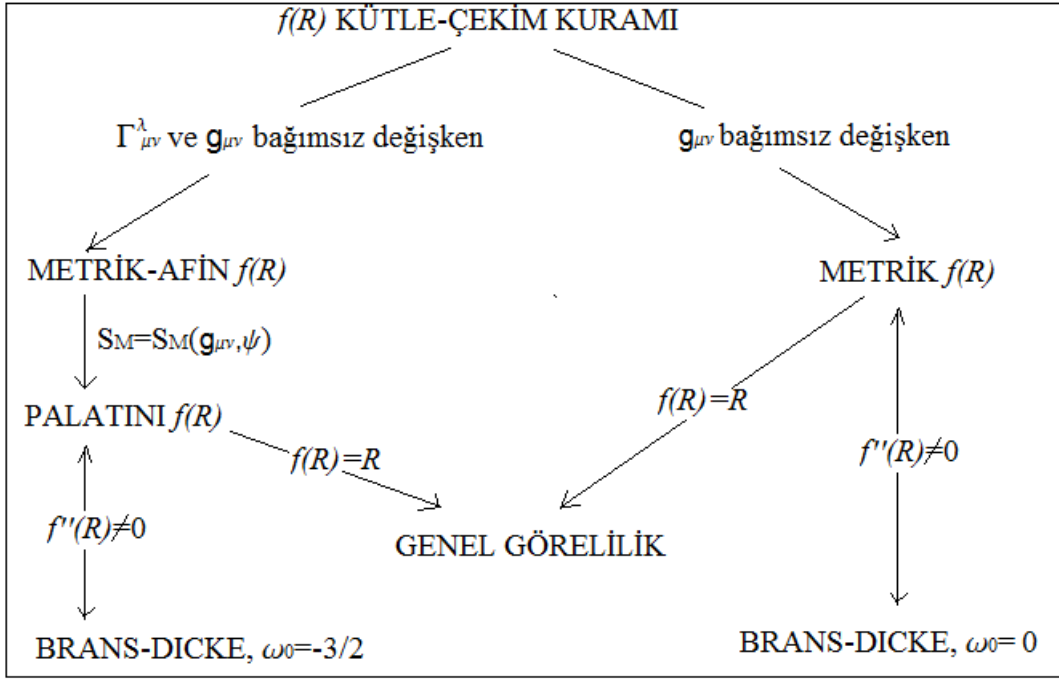 f(R) KÜTLE-ÇEKİM KURAMI
Γ^λ_μν ve g_μν bağımsız değişken
g_μν bağımsız değişken
METRİK-AFİN f(R)
METRİK f(R)
S_M=S_M(g_μν,ψ)
PALATINI f(R)
f(R)=R
f(R)=R
f''(R)≠0
f''(R)≠0
GENEL GÖRELİLİK
BRANS-DICKE, ω0=-3/2
BRANS-DICKE, ω0= 0